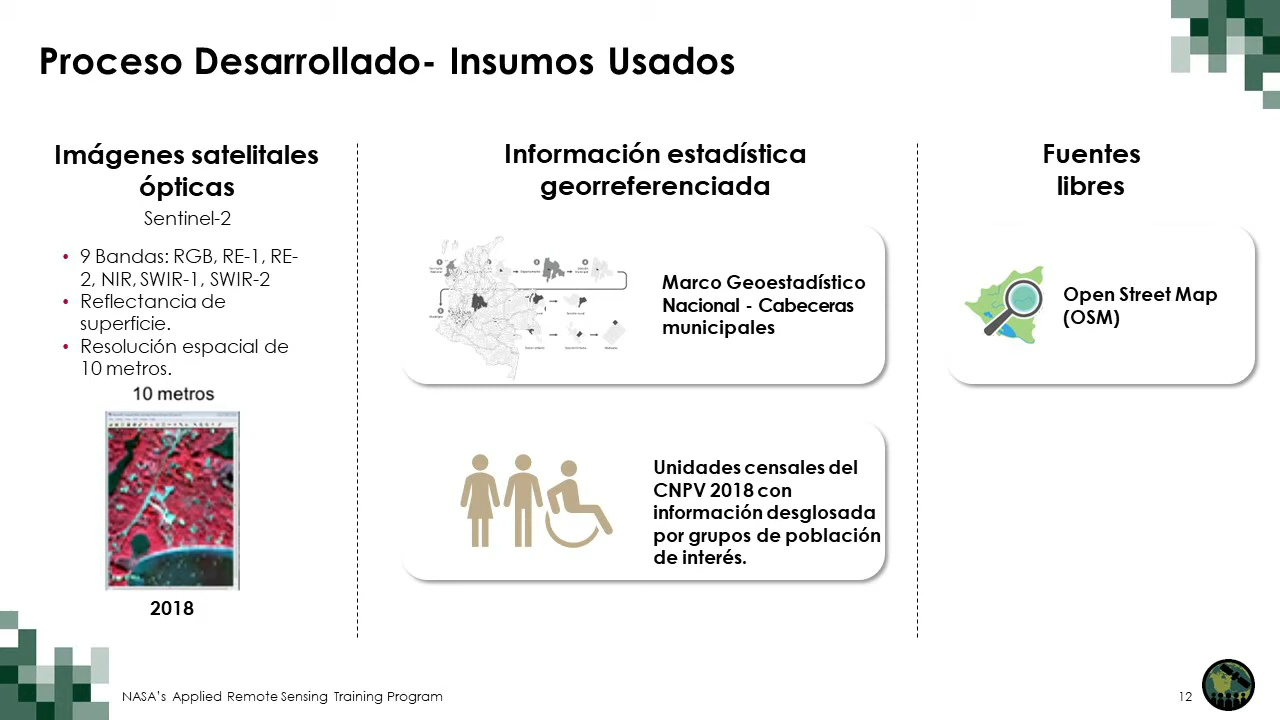 Proceso Desarrollado- Insumos Usados
Imágenes satelitales
ópticas
Sentinel-2
• 9 Bandas: RGB, RE-1, RE-
2, NIR, SWIR-1, SWIR-2
• Reflectancia de
superficie.
• Resolución espacial de
10 metros.
10 metros
2018
Información estadística
georreferenciada
Marco Geoestadístico
Nacional - Cabeceras
municipales
Unidades censales del
CNPV 2018 con
información desglosada
por grupos de población
de interés.
Fuentes
libres
Open Street Map
(OSM)
NASA's Applied Remote Sensing Training Program
12